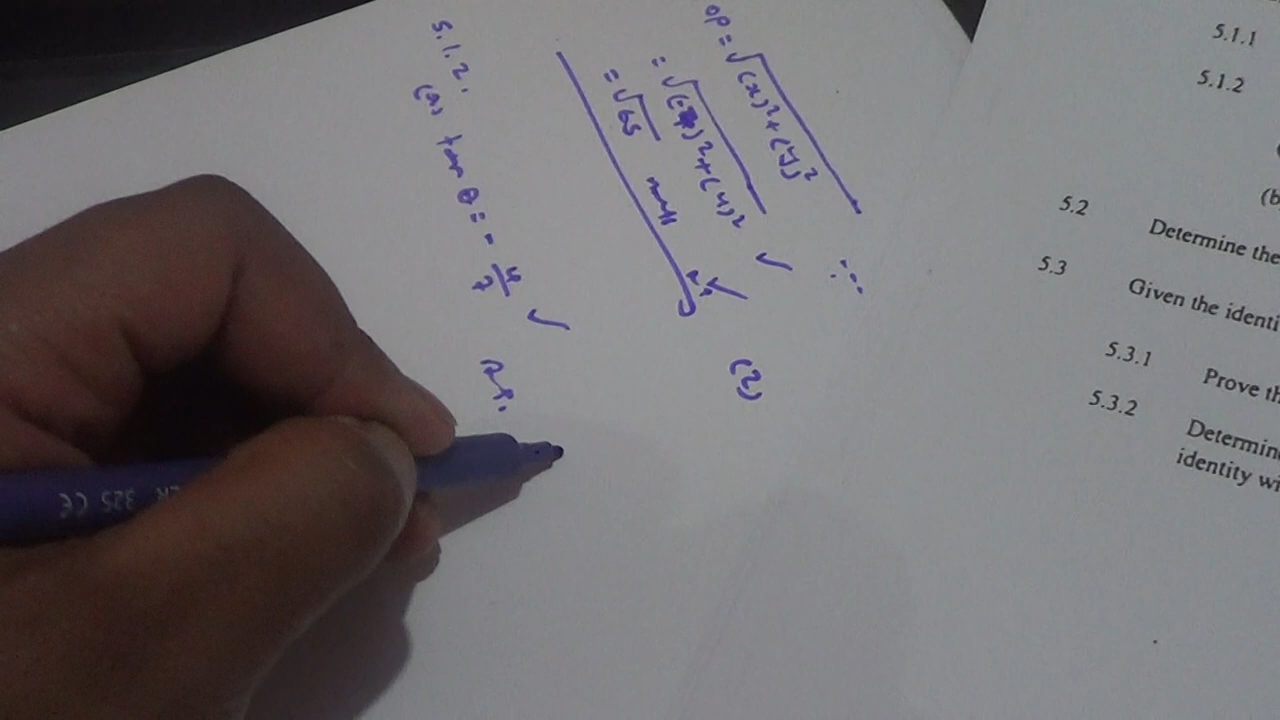 OP = √(x)² + (y)²
= √(-7)² + (4)² ✓
= √65 ✓
(2)
5.1.2.
(a) tan θ = - 4/7 ✓
5.1.1
5.1.2
(b
5.2 Determine the
5.3 Given the identi
5.3.1 Prove th
5.3.2 Determin
identity wi
325 CE